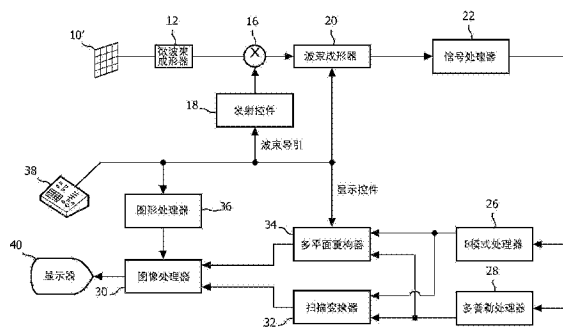 10'
12
微波束
成形器
16
20
波束成形器
22
信号处理器
18
发射控件
波束导引
38
显示控件
图形处理器
36
34
多平面重构器
26
B模式处理器
40
显示器
图像处理器
30
扫描变换器
32
28
多普勒处理器